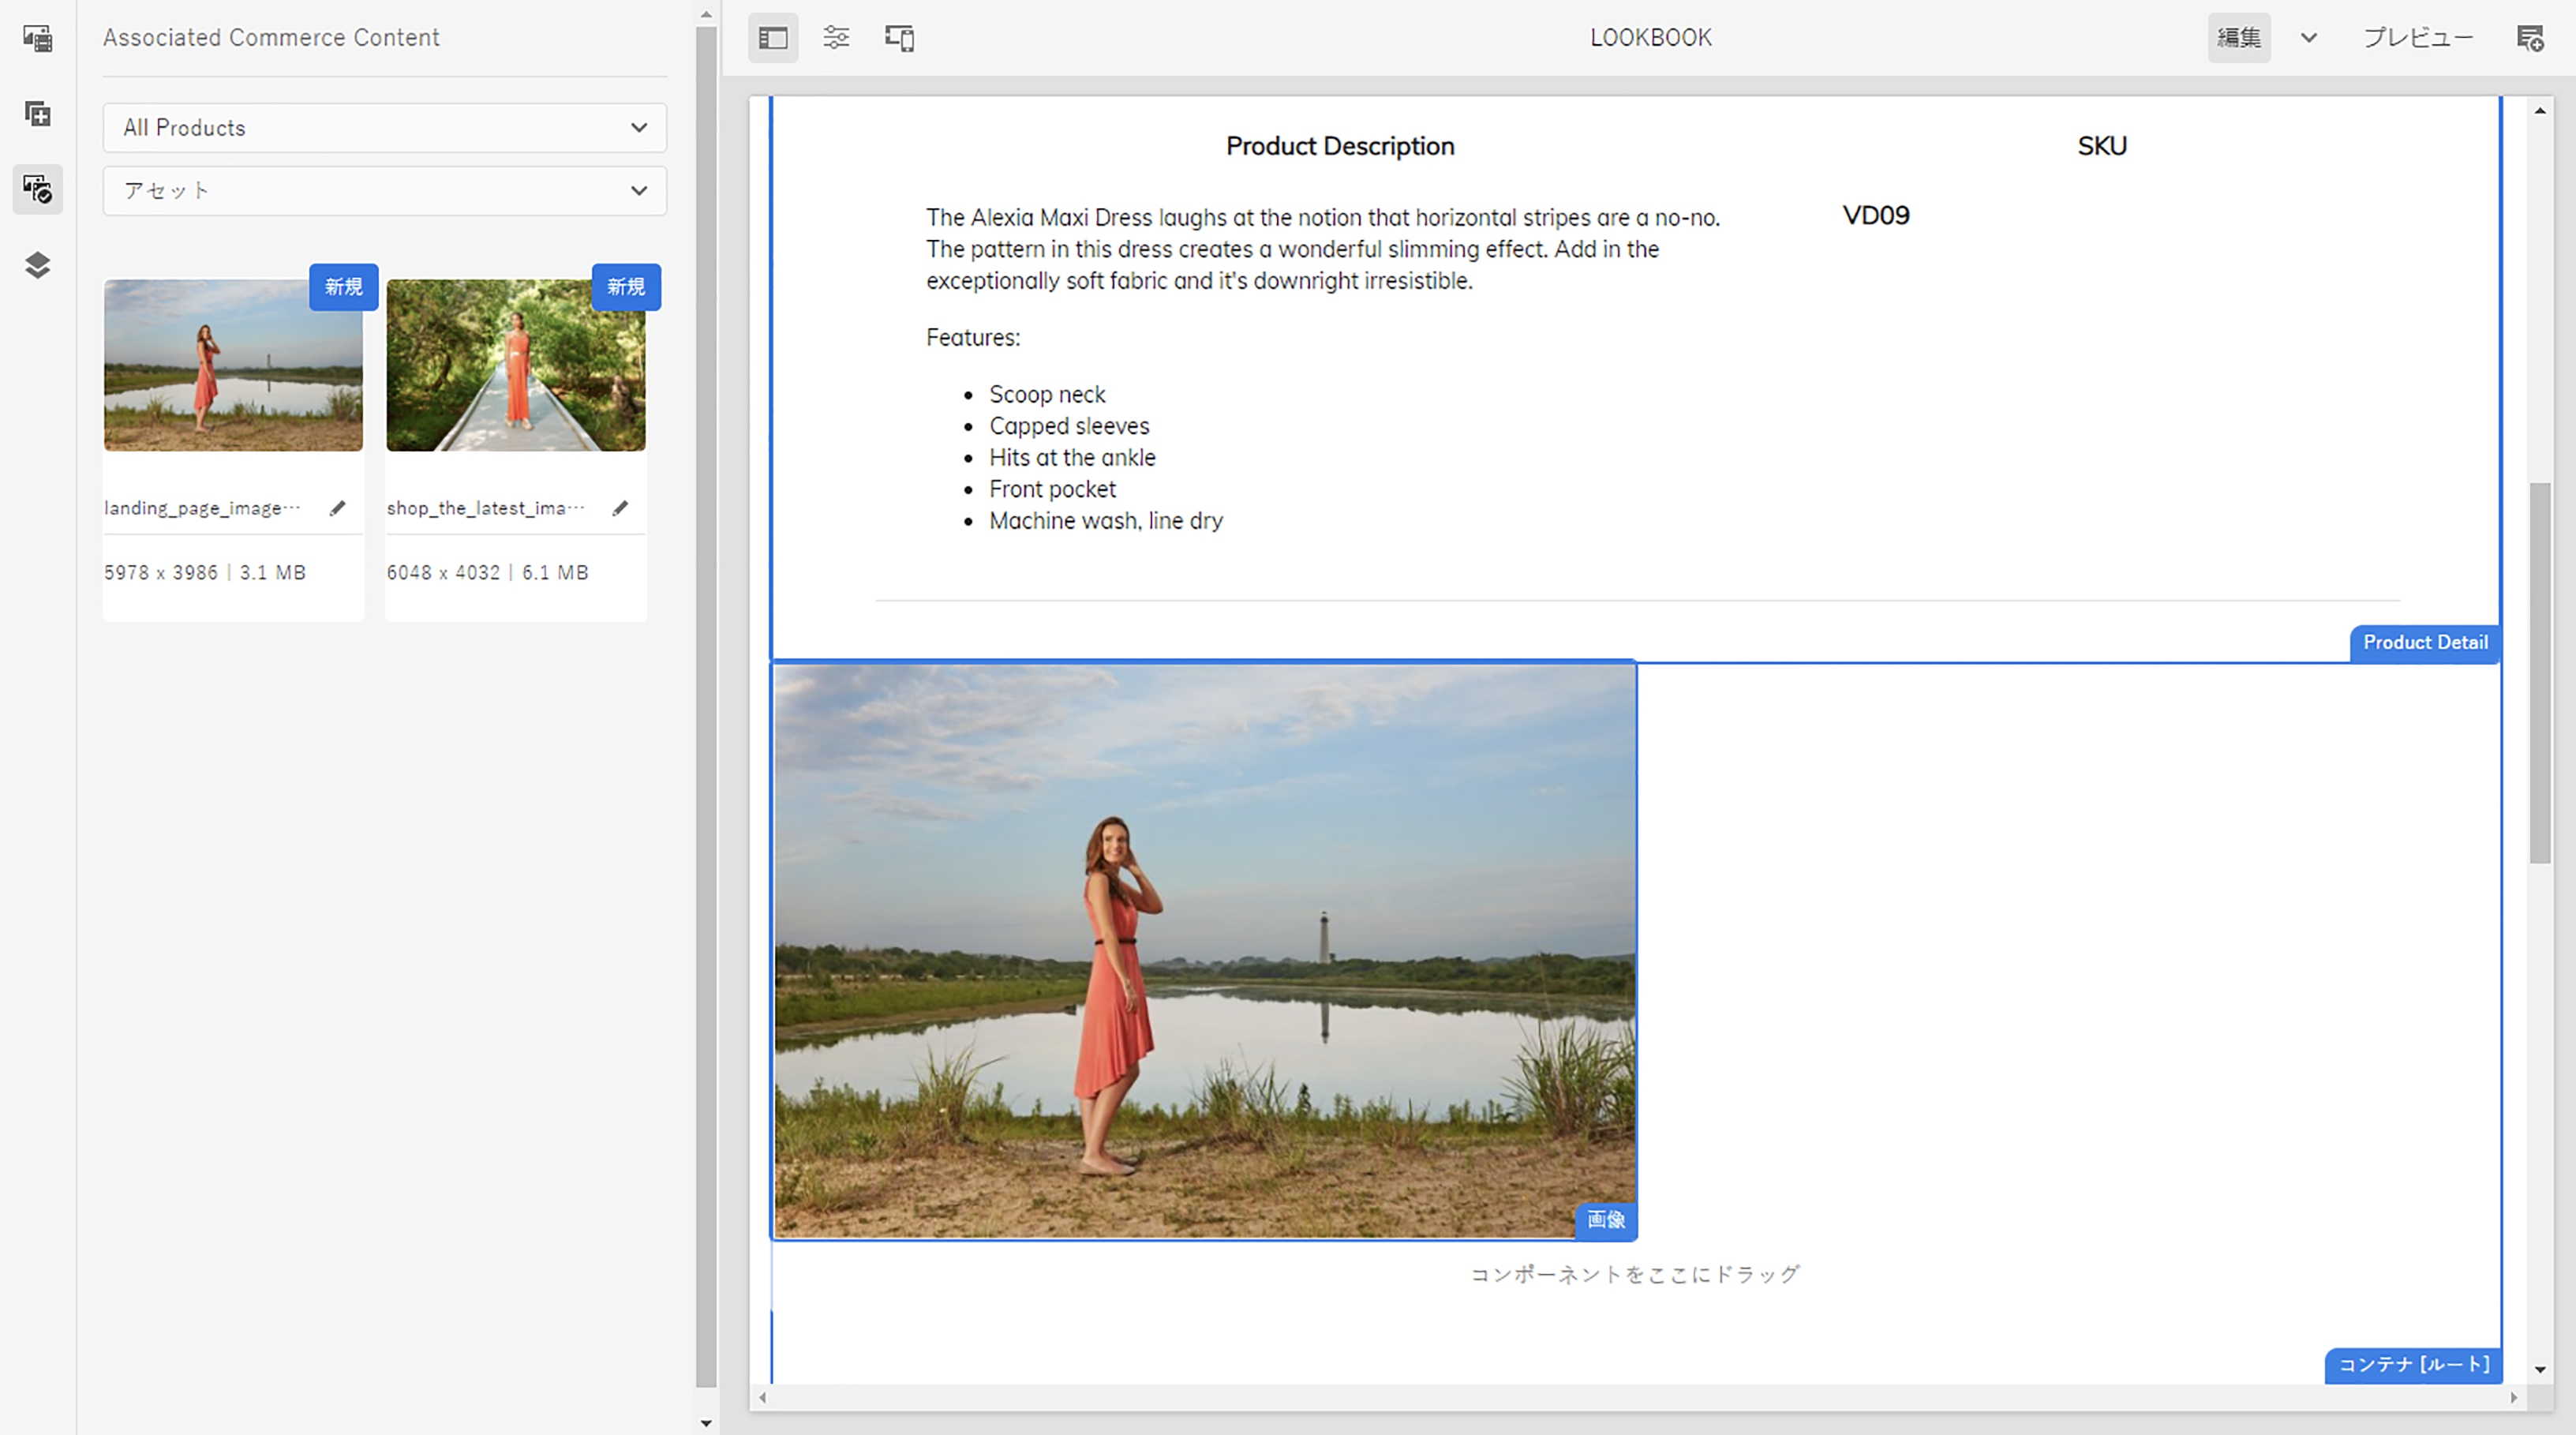 Associated Commerce Content
All Products
アセット
新規
新規
landing_page_image…
shop_the_latest_ima…
5978 x 3986 | 3.1 MB
6048 x 4032 | 6.1 MB
LOOKBOOK
編集
プレビュー
Product Description
SKU
The Alexia Maxi Dress laughs at the notion that horizontal stripes are a no-no.
The pattern in this dress creates a wonderful slimming effect. Add in the
exceptionally soft fabric and it's downright irresistible.
VD09
Features:
• Scoop neck
• Capped sleeves
• Hits at the ankle
• Front pocket
• Machine wash, line dry
Product Detail
画像
コンポーネントをここにドラッグ
コンテナ [ルート]